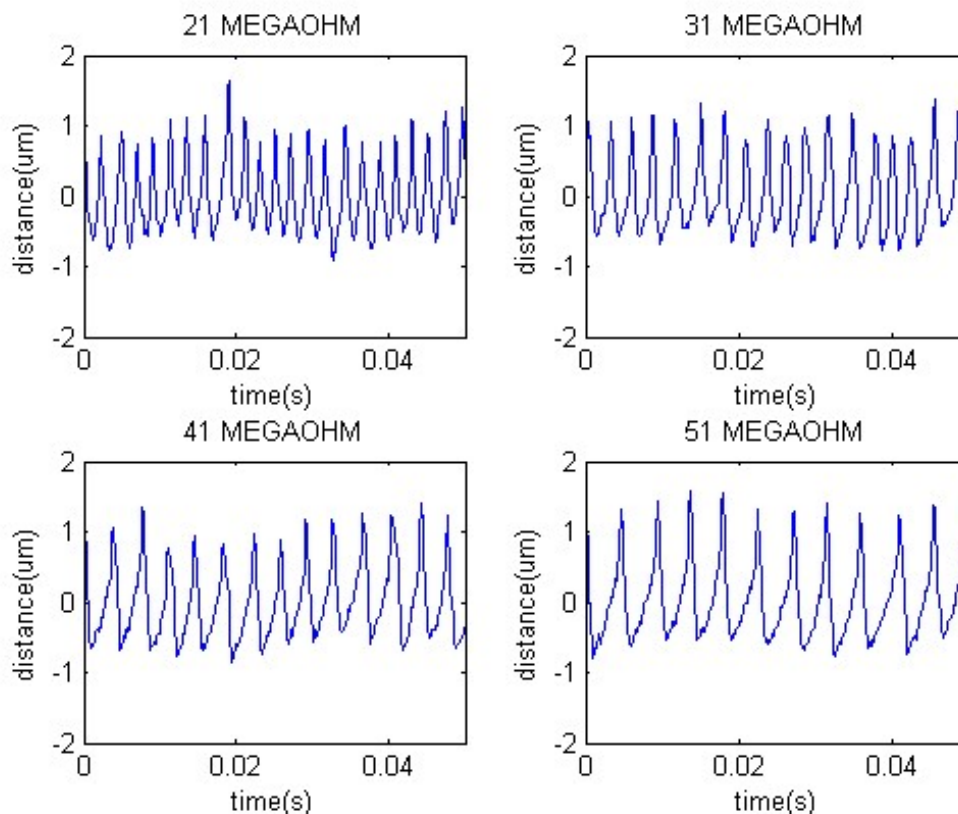 21 MEGAOHM
2
1
0
-1
-2
distance(um)
0
0.02
0.04
time(s)
31 MEGAOHM
2
1
0
-1
-2
distance(um)
0
0.02
0.04
time(s)
41 MEGAOHM
2
1
0
-1
-2
distance(um)
0
0.02
0.04
time(s)
51 MEGAOHM
2
1
0
-1
-2
distance(um)
0
0.02
0.04
time(s)